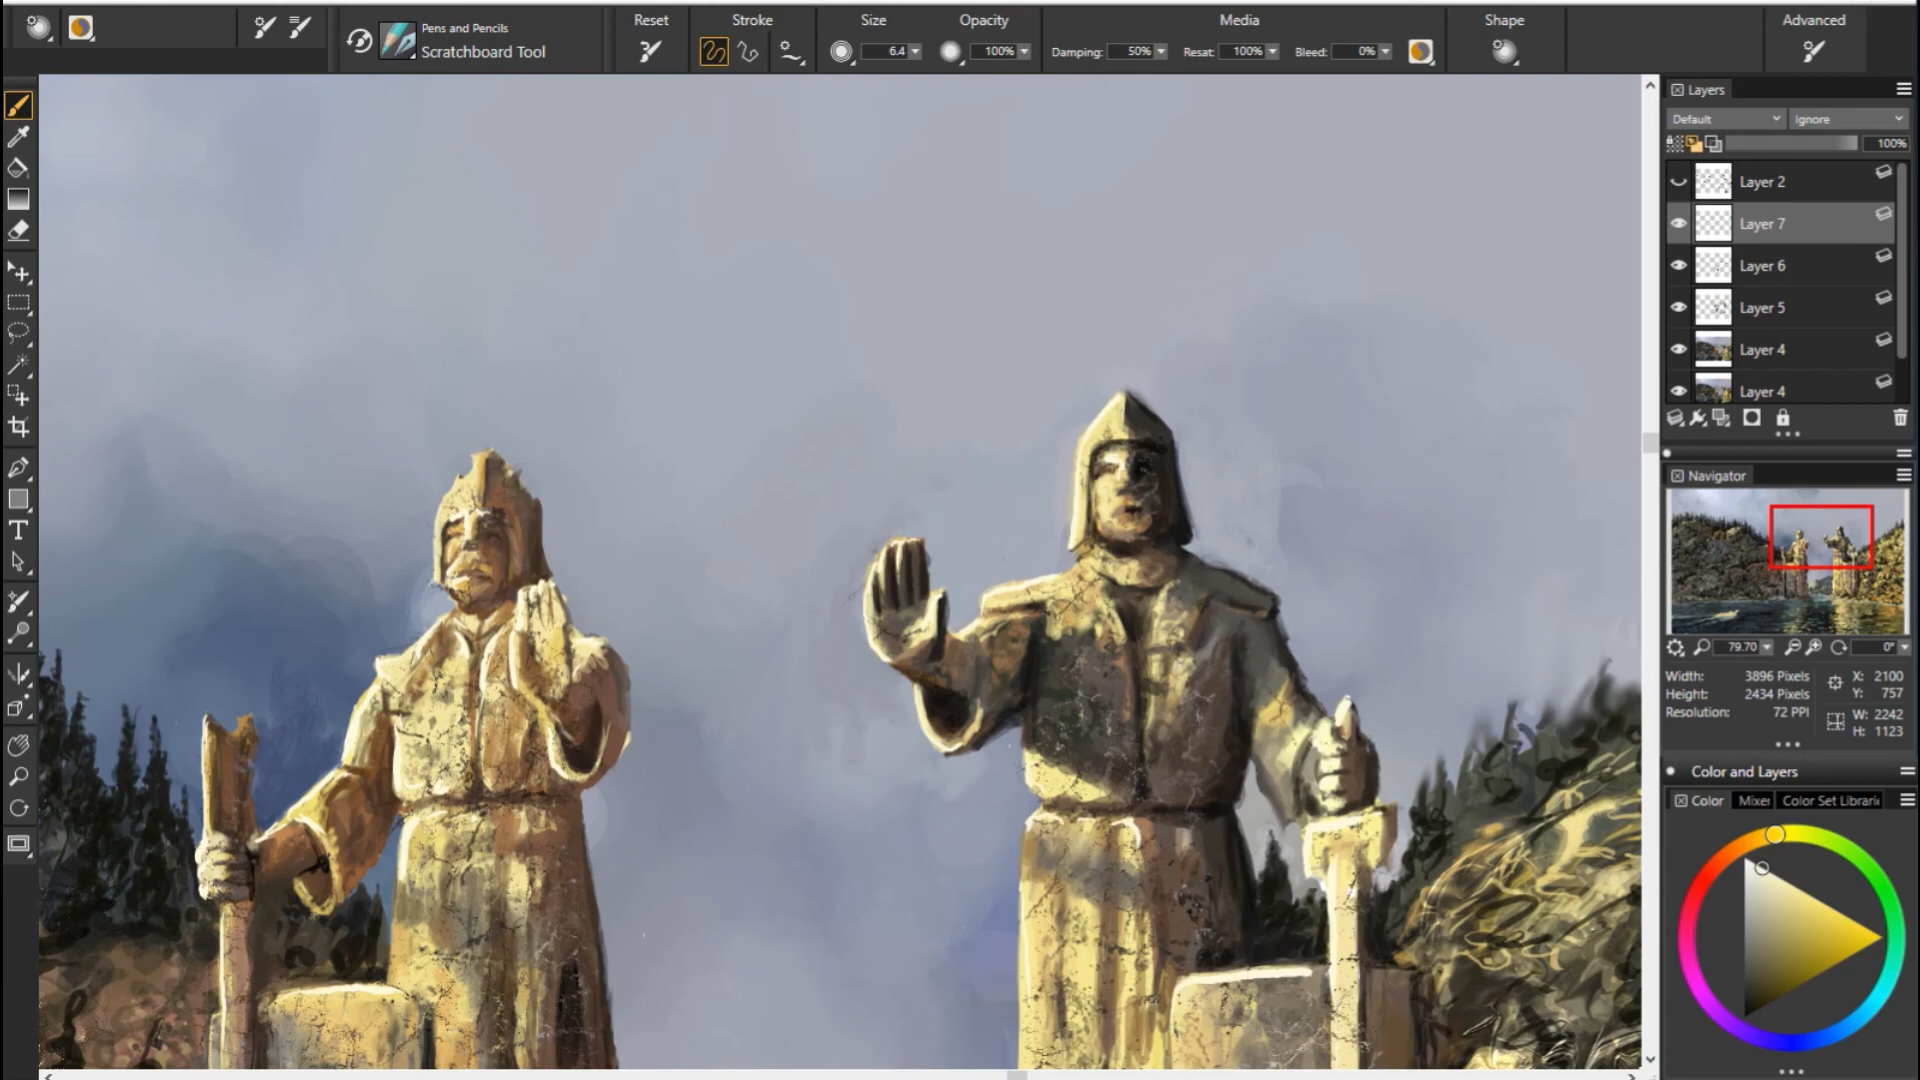 Reset
Stroke
Size
Opacity
Media
Shape
Advanced
Pens and Pencils
Scratchboard Tool
6.4
100%
Damping: 50%
Resat: 100%
Bleed: 0%
Layers
Default
Ignore
100%
Layer 2
Layer 7
Layer 6
Layer 5
Layer 4
Layer 4
Navigator
79.70
0°
Width: 3896 Pixels
Height: 2434 Pixels
Resolution: 72 PPI
X: 2100
Y: 757
W: 2242
H: 1123
Color and Layers
Color
Mixer
Color Set Librari
T